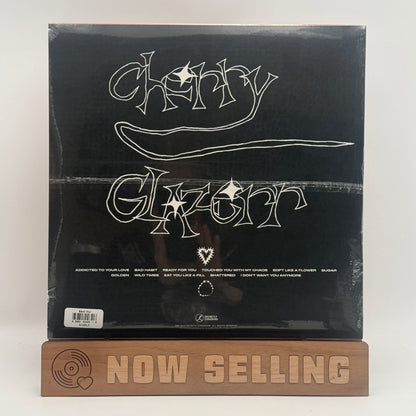 Cherry
GLAZerr
ADDICTED TO YOUR LOVE BAD HABIT READY FOR YOU TOUCHED YOU WITH MY CHAOS SOFT LIKE A FLOWER SUGAR
GOLDEN WILD TIMES EAT YOU LIKE A PILL SHATTERED I DON'T WANT YOU ANYMORE
NOW SELLING